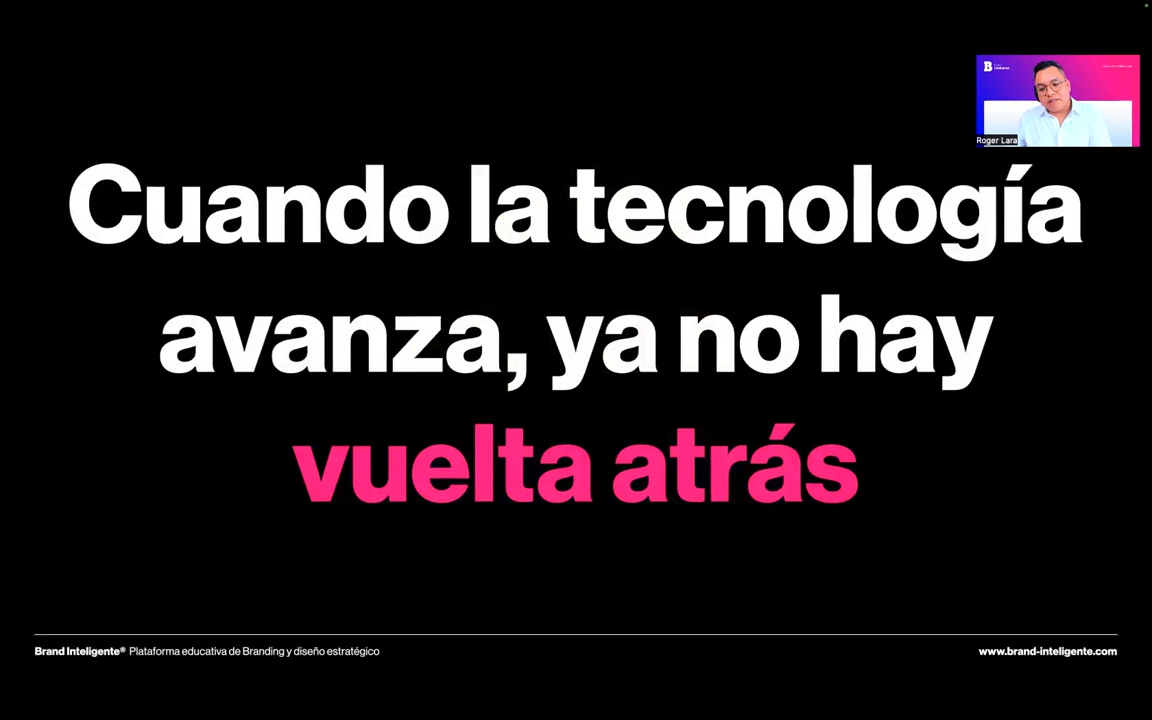 Roger Lara
Cuando la tecnología
avanza, ya no hay
vuelta atrás
Brand Inteligente® Plataforma educativa de Branding y diseño estratégico
www.brand-inteligente.com